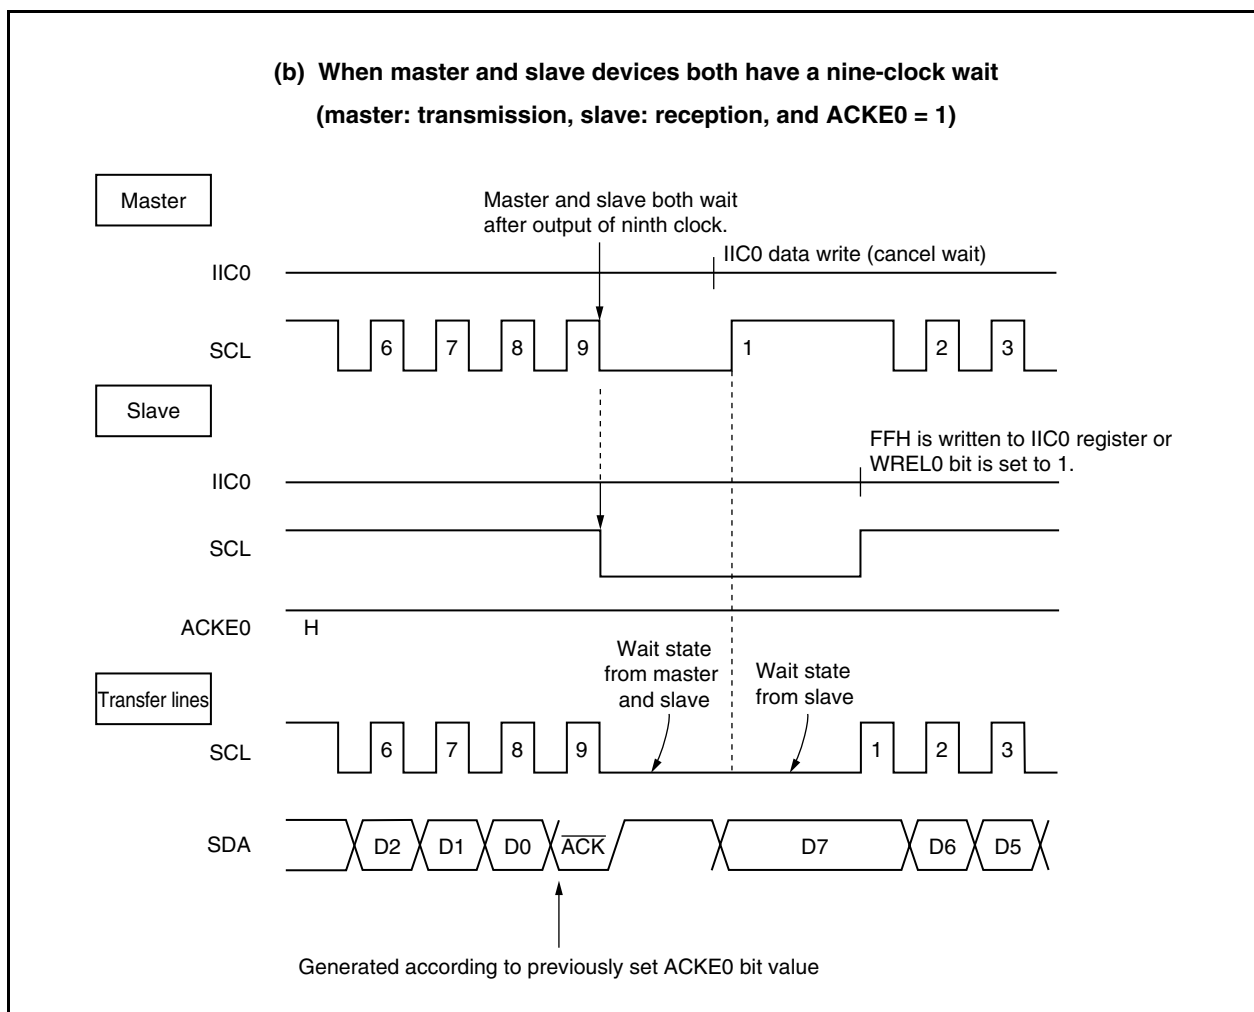 (b) When master and slave devices both have a nine-clock wait
(master: transmission, slave: reception, and ACKE0 = 1)
Master
Master and slave both wait
after output of ninth clock.
IIC0
IIC0 data write (cancel wait)
SCL
6 7 8 9 1 2 3
Slave
FFH is written to IIC0 register or
WREL0 bit is set to 1.
IIC0
SCL
ACKE0 H
Wait state
from master
and slave
Wait state
from slave
Transfer lines
SCL
6 7 8 9 1 2 3
SDA
D2 D1 D0 ACK D7 D6 D5
Generated according to previously set ACKE0 bit value